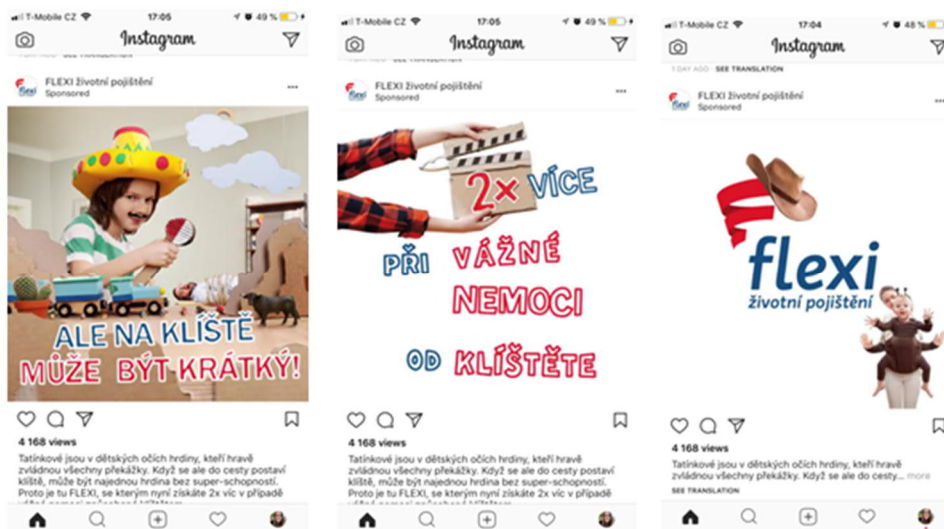 T-Mobile CZ 17:05 49 %
Instagram
SEE TRANSLATION
FLEXI životní pojištění
Sponsored
ALE NA KLÍŠTĚ
MŮŽE BÝT KRÁTKÝ!
4 168 views
Tatínkové jsou v dětských očích hrdiny, kteří hravě
zvládnou všechny překážky. Když se ale do cesty postaví
klíště, může být najednou hrdina bez super-schopností.
Proto je tu FLEXI, se kterým nyní získáte 2x víc v případě
T-Mobile CZ 17:05 49 %
Instagram
FLEXI životní pojištění
Sponsored
2× VÍCE
PŘI VÁŽNÉ
NEMOCI
OD KLÍŠTĚTE
4 168 views
Tatínkové jsou v dětských očích hrdiny, kteří hravě
zvládnou všechny překážky. Když se ale do cesty postaví
klíště, může být najednou hrdina bez super-schopností.
Proto je tu FLEXI, se kterým nyní získáte 2x víc v případě
T-Mobile CZ 17:04 48 %
Instagram
1 DAY AGO · SEE TRANSLATION
FLEXI životní pojištění
Sponsored
flexi
flexi
životní pojištění
4 168 views
Tatínkové jsou v dětských očích hrdiny, kteří hravě
zvládnou všechny překážky. Když se ale do cesty... more
SEE TRANSLATION